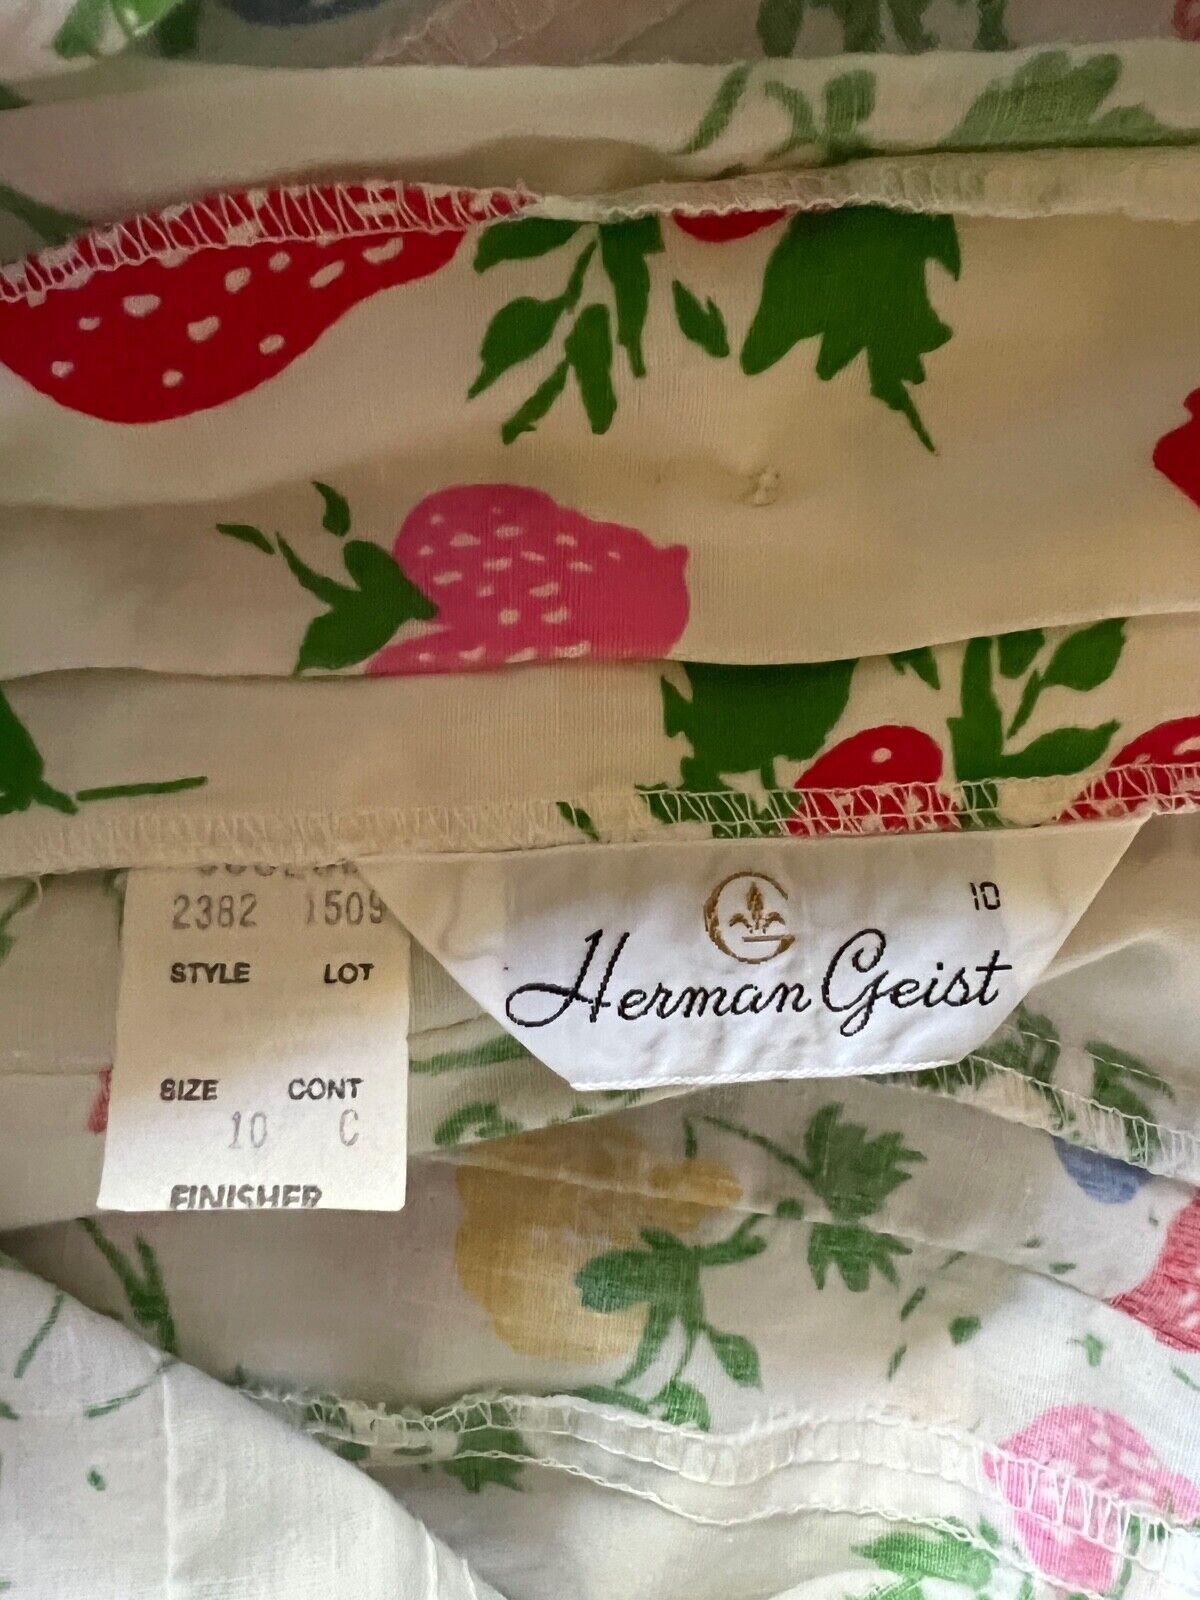 2382 1509
STYLE LOT
SIZE CONT
10 C
FINISHER
G
10
Herman Geist